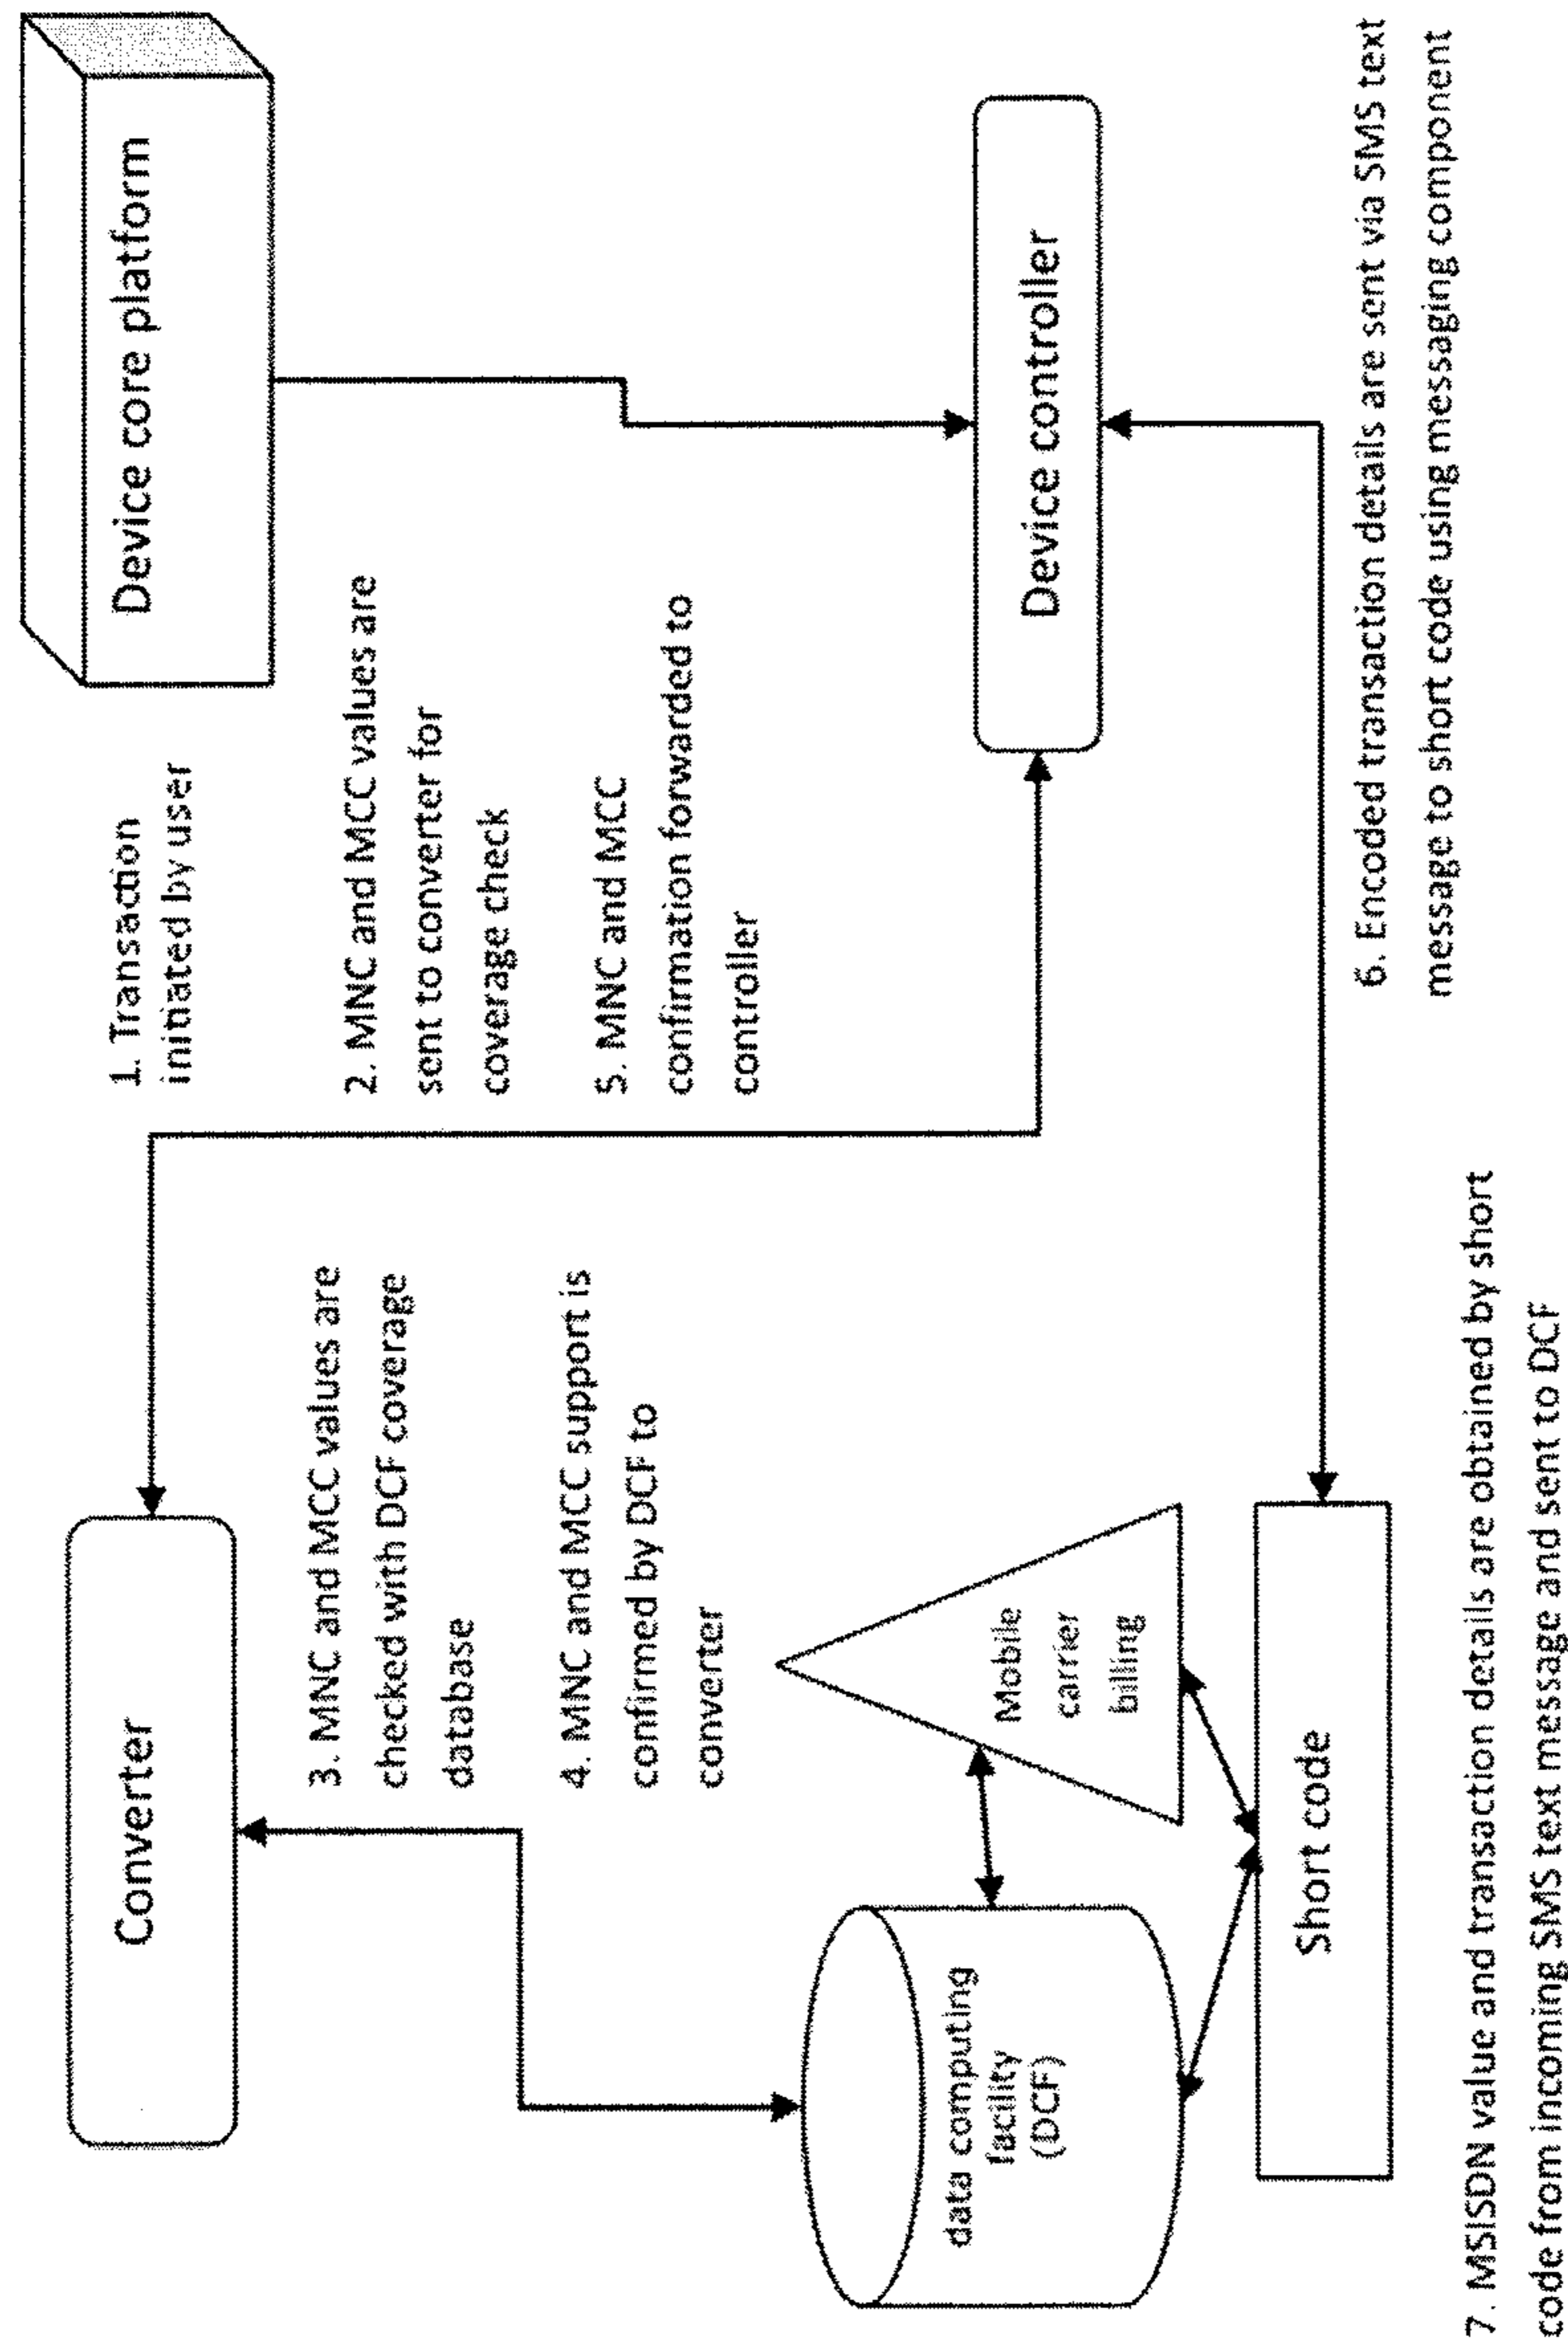 Converter
Device core platform
1. Transaction
initiated by user
3. MNC and MCC values are
checked with DCF coverage
database
2. MNC and MCC values are
sent to converter for
coverage check
4. MNC and MCC support is
confirmed by DCF to
converter
5. MNC and MCC
confirmation forwarded to
controller
data computing
facility
(DCF)
Mobile
carrier
billing
Device controller
Short code
6. Encoded transaction details are sent via SMS text
message to short code using messaging component
7. MSISDN value and transaction details are obtained by short
code from incoming SMS text message and sent to DCF